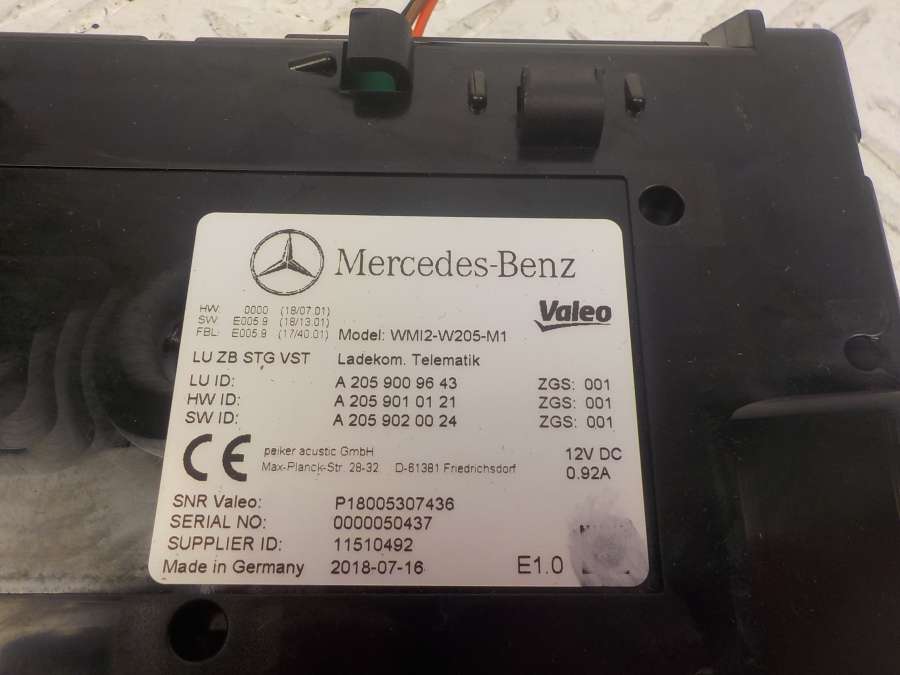 Mercedes-Benz
Valeo
HW: 0000 (18/07.01)
SW: E005.9 (18/13.01)
FBL: E005.9 (17/40.01)
Model: WMI2-W205-M1
LU ZB STG VST Ladekom. Telematik
LU ID: A 205 900 96 43 ZGS: 001
HW ID: A 205 901 01 21 ZGS: 001
SW ID: A 205 902 00 24 ZGS: 001
CE
peiker acustic GmbH
Max-Planck-Str. 28-32 D-61381 Friedrichsdorf
12V DC
0.92A
SNR Valeo: P18005307436
SERIAL NO: 0000050437
SUPPLIER ID: 11510492
Made in Germany 2018-07-16 E1.0